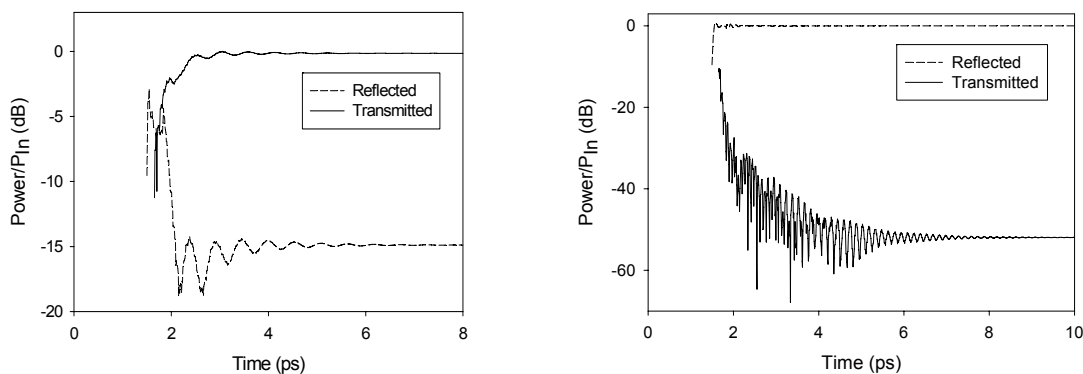 0
-5
-10
-15
-20
Power/P_In (dB)
0 2 4 6 8
Time (ps)
Reflected
Transmitted
0
-20
-40
-60
Power/P_In (dB)
0 2 4 6 8 10
Time (ps)
Reflected
Transmitted